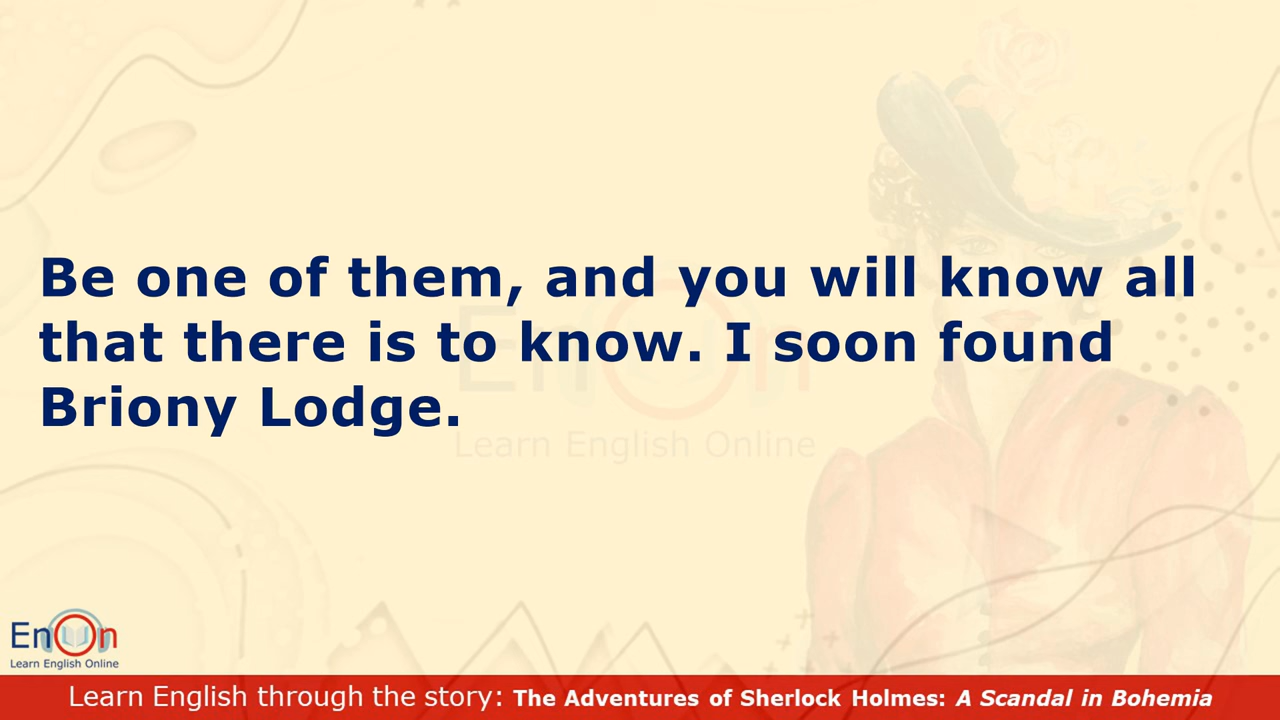 Be one of them, and you will know all
that there is to know. I soon found
Briony Lodge.
EnOn
Learn English Online
EnOn
Learn English Online
Learn English through the story: The Adventures of Sherlock Holmes: A Scandal in Bohemia